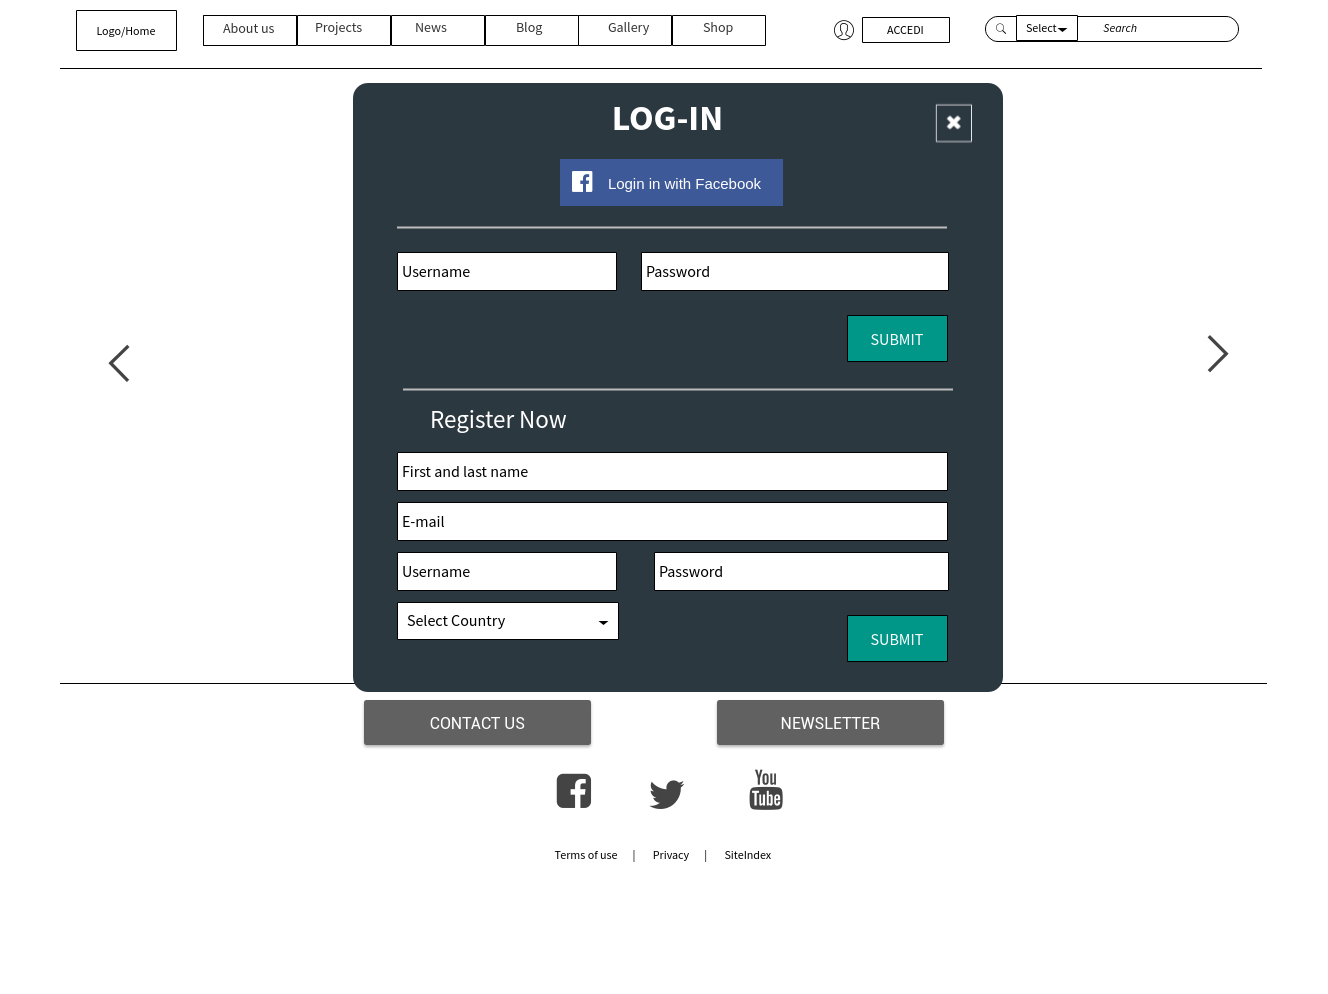 Logo/Home
About us
Projects
News
Blog
Gallery
Shop
ACCEDI
Select
Search
LOG-IN
Login in with Facebook
Username
Password
SUBMIT
Register Now
First and last name
E-mail
Username
Password
Select Country
SUBMIT
CONTACT US
NEWSLETTER
You
Tube
Terms of use | Privacy | SiteIndex